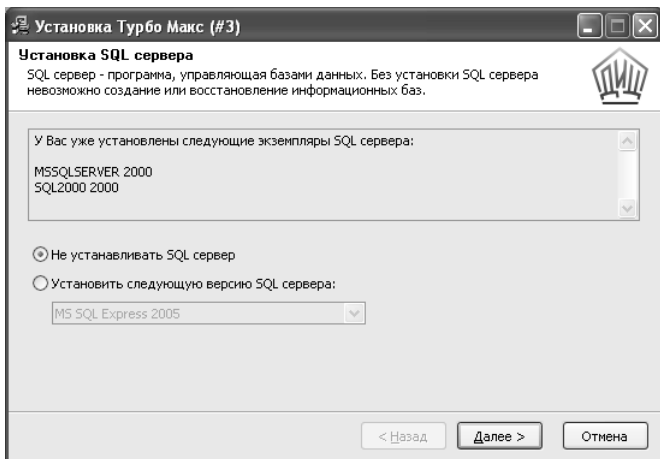 Установка Турбо Макс (#3)
Установка SQL сервера
SQL сервер - программа, управляющая базами данных. Без установки SQL сервера
невозможно создание или восстановление информационных баз.
ДИЦ
У Вас уже установлены следующие экземпляры SQL сервера:
MSSQLSERVER 2000
SQL2000 2000
Не устанавливать SQL сервер
Установить следующую версию SQL сервера:
MS SQL Express 2005
< Назад
Далее >
Отмена